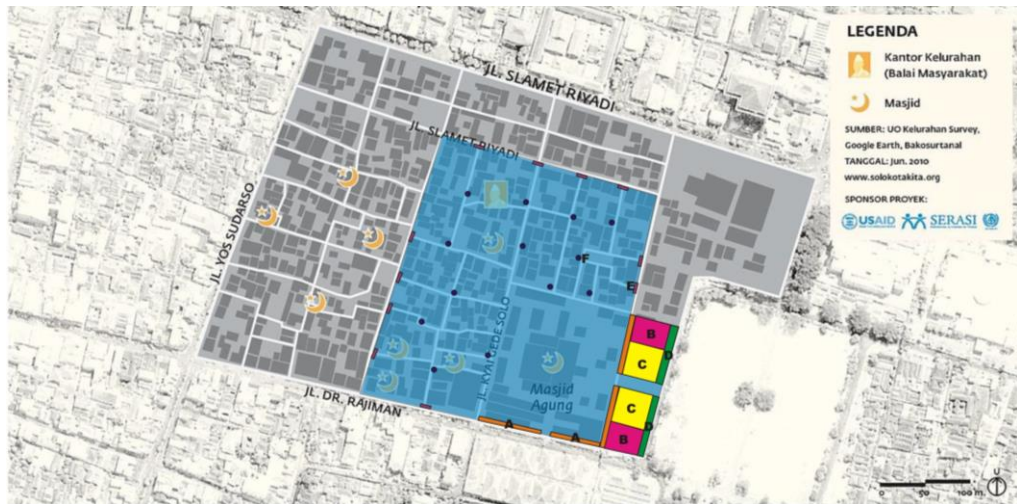 LEGENDA
Kantor Kelurahan
(Balai Masyarakat)
Masjid
SUMBER: UO Kelurahan Survey,
Google Earth, Bakosurtanal
TANGGAL: Jun. 2010
www.solokotakita.org
SPONSOR PROYEK:
USAID
SERASI
JL. SLAMET RIYADI
JL. SLAMET RIYADI
JL. YOS SUDARSO
F
E
JL. KYAI GEDE SOLO
B
C
D
Masjid
Agung
C
D
B
A
A
JL. DR. RAJIMAN
0
50
100 m.
U